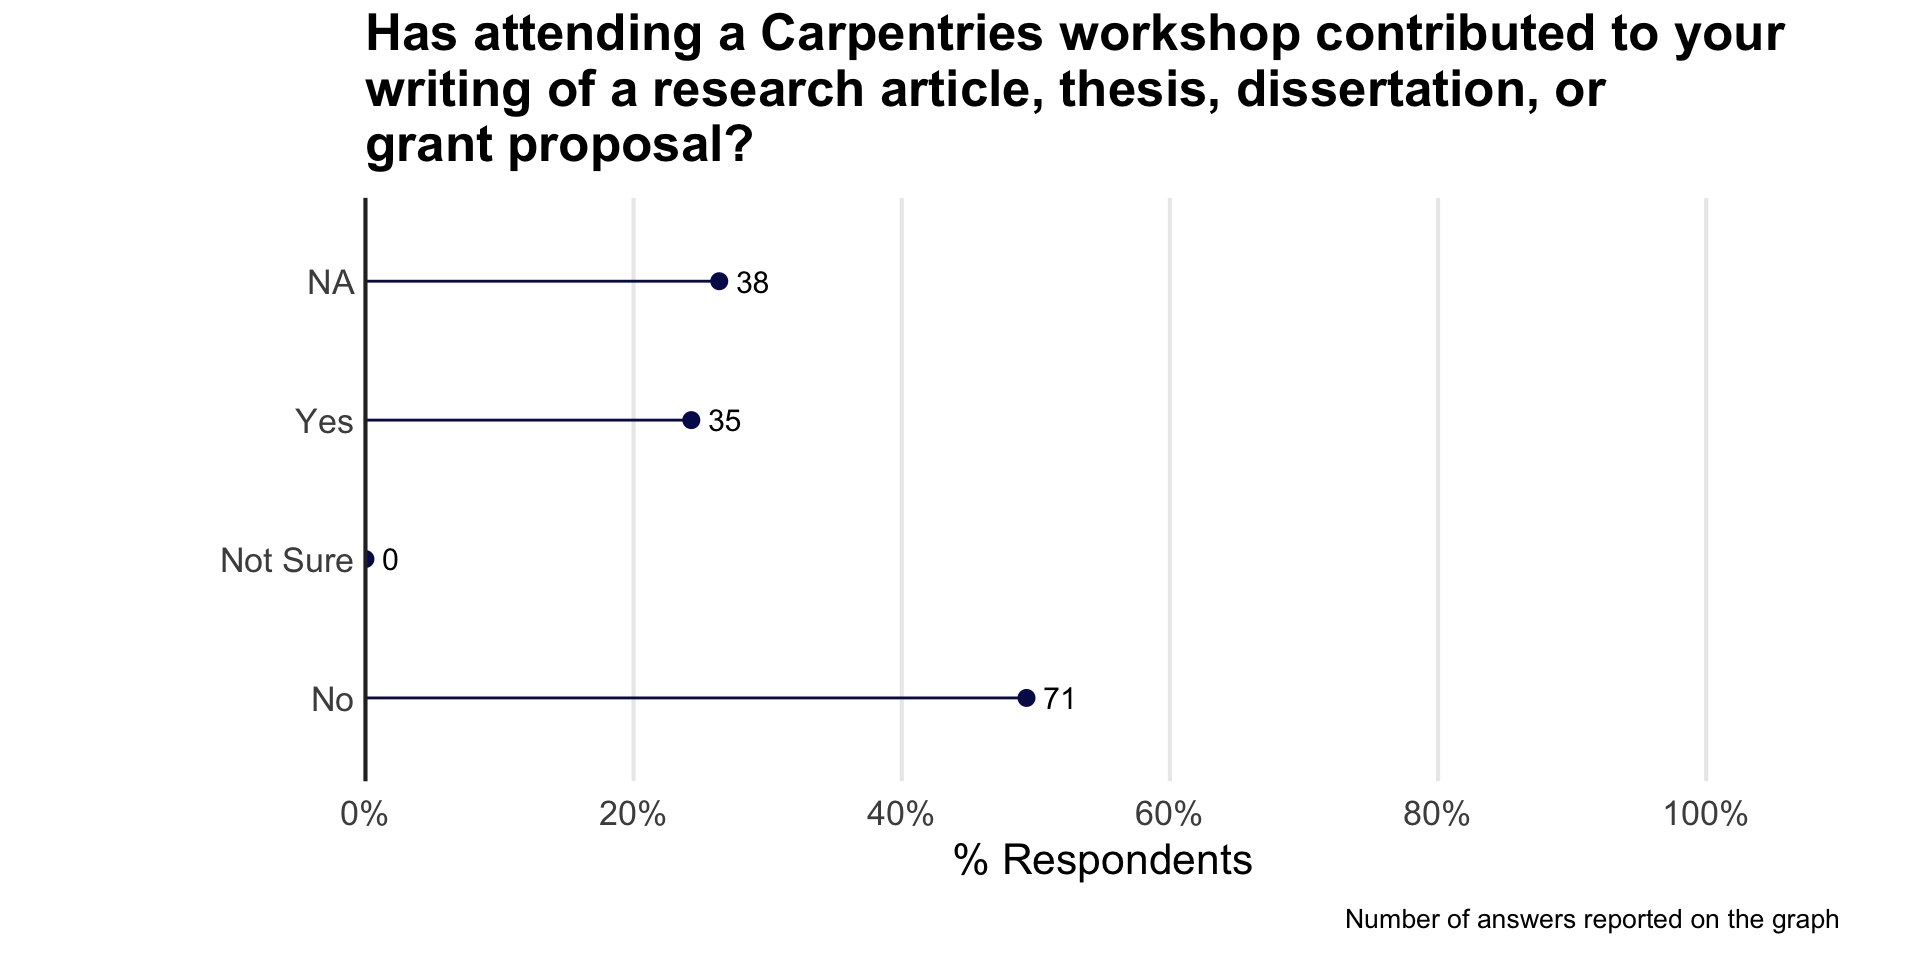 Has attending a Carpentries workshop contributed to your
writing of a research article, thesis, dissertation, or
grant proposal?
NA 38
Yes 35
Not Sure 0
No 71
0% 20% 40% 60% 80% 100%
% Respondents
Number of answers reported on the graph